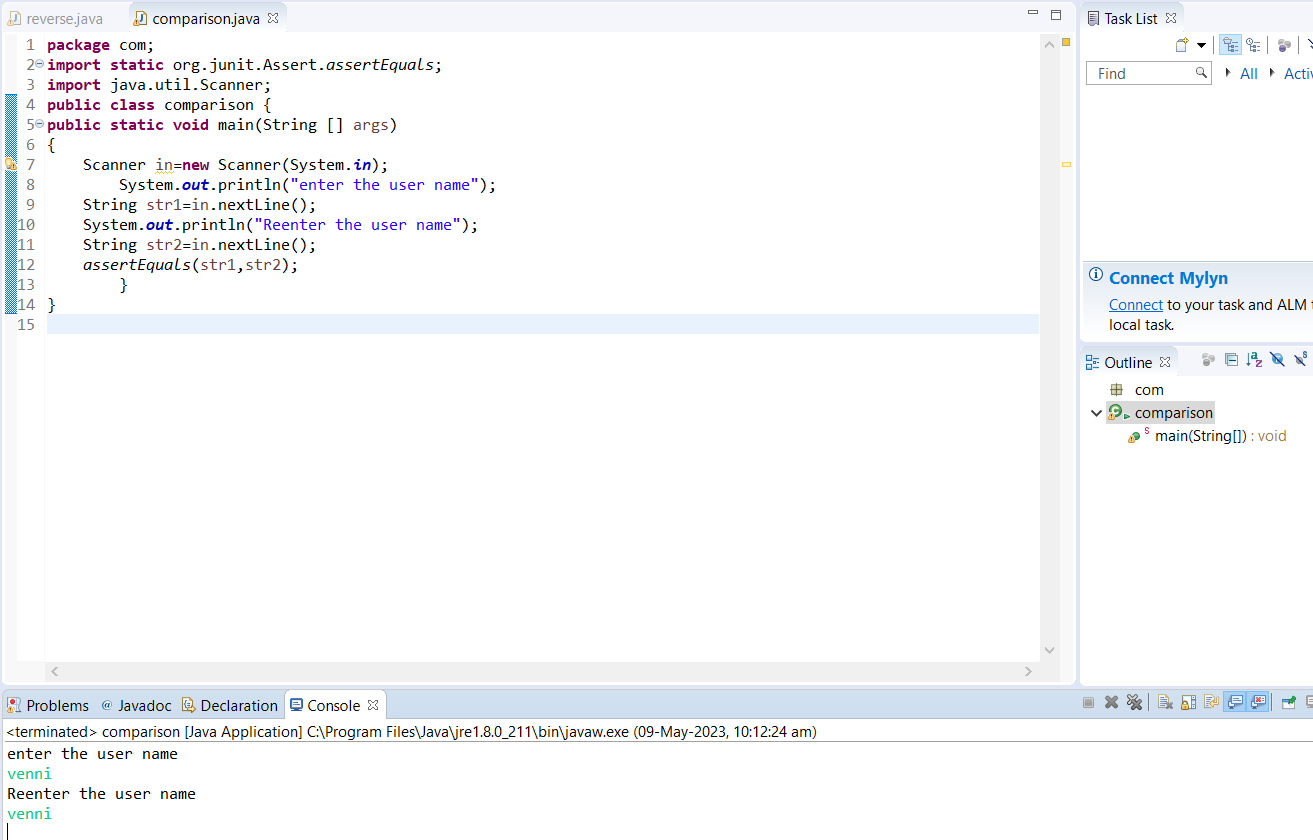 reverse.java
comparison.java
1 package com;
2 import static org.junit.Assert.assertEquals;
3 import java.util.Scanner;
4 public class comparison {
5 public static void main(String [] args)
6 {
7     Scanner in=new Scanner(System.in);
8         System.out.println("enter the user name");
9     String str1=in.nextLine();
10     System.out.println("Reenter the user name");
11     String str2=in.nextLine();
12     assertEquals(str1,str2);
13         }
14 }
15
Task List
Find
All
Connect Mylyn
Connect to your task and ALM
local task.
Outline
com
comparison
main(String[]) : void
Problems @ Javadoc Declaration Console
<terminated> comparison [Java Application] C:\Program Files\Java\jre1.8.0_211\bin\javaw.exe (09-May-2023, 10:12:24 am)
enter the user name
venni
Reenter the user name
venni